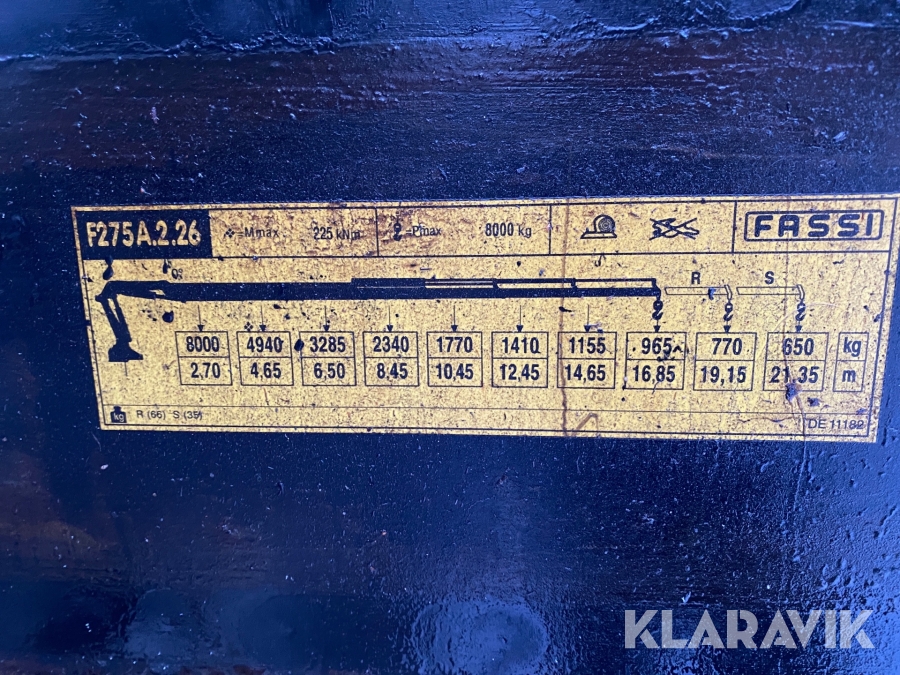 F275A.2.26 =Mmax 225 kNm =Pmax 8000 kg FASSI
R S
8000 4940 3285 2340 1770 1410 1155 965 770 650 kg
2,70 4,65 6,50 8,45 10,45 12,45 14,65 16,85 19,15 21,35 m
kg R (66) S (35) DE 11182
KLARAVIK